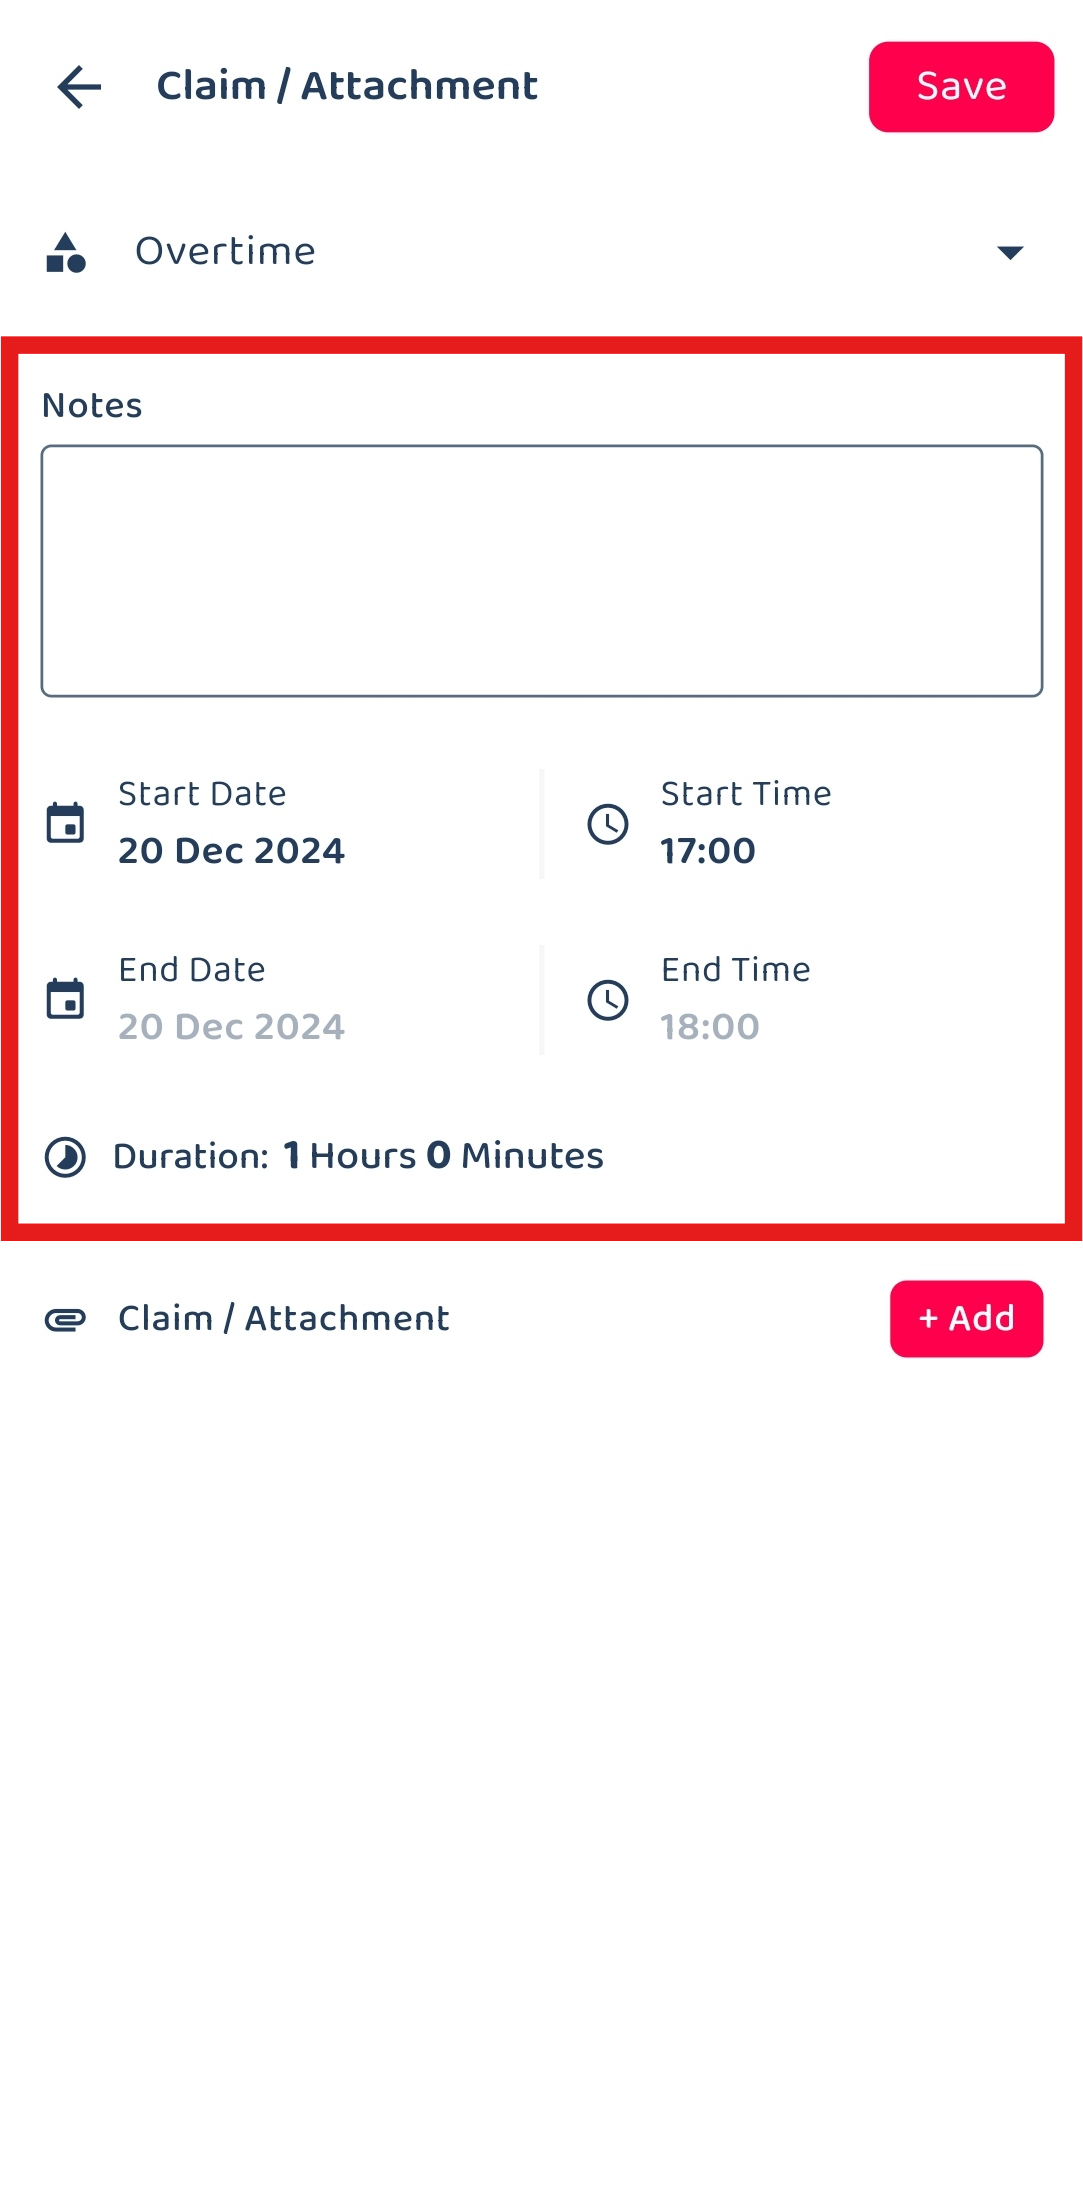 Claim / Attachment
Save
Overtime
Notes
Start Date
20 Dec 2024
Start Time
17:00
End Date
20 Dec 2024
End Time
18:00
Duration: 1 Hours 0 Minutes
Claim / Attachment
+ Add